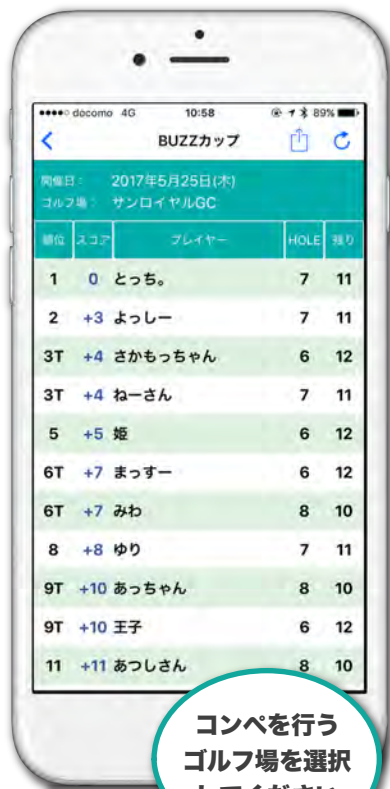 docomo 4G 10:58 89%
BUZZカップ
開催日： 2017年5月25日(木)
ゴルフ場： サンロイヤルGC
順位 スコア プレイヤー HOLE 残り
1 0 とっち。 7 11
2 +3 よっしー 7 11
3T +4 さかもっちゃん 6 12
3T +4 ねーさん 7 11
5 +5 姫 6 12
6T +7 まっすー 6 12
6T +7 みわ 8 10
8 +8 ゆり 7 11
9T +10 あっちゃん 8 10
9T +10 王子 6 12
11 +11 あつしさん 8 10
コンペを行う
ゴルフ場を選択
してください